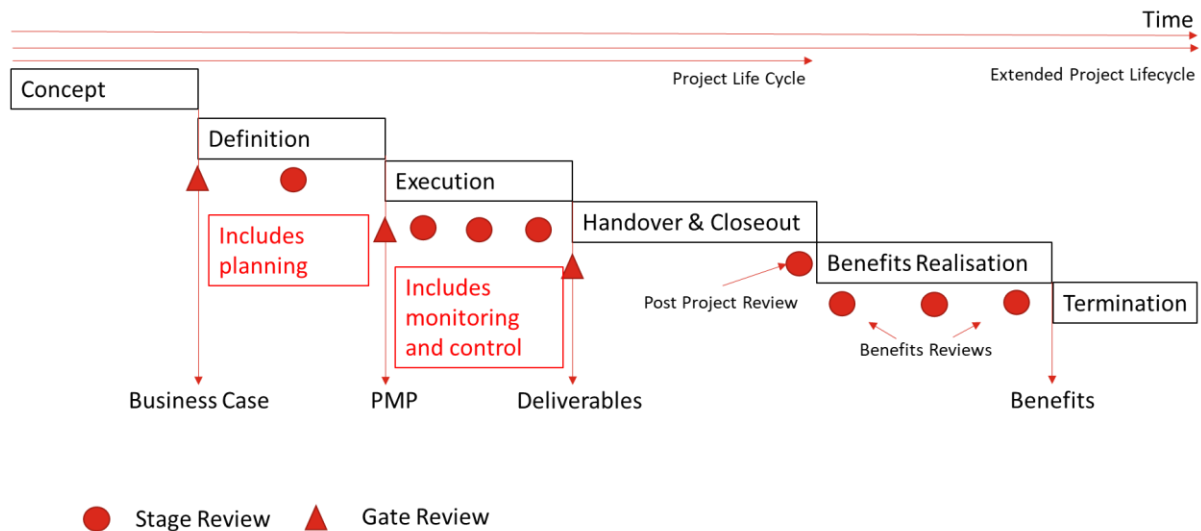 Time
Project Life Cycle
Extended Project Lifecycle
Concept
Definition
Execution
Includes
planning
Handover & Closeout
Includes
monitoring
and control
Benefits Realisation
Post Project Review
Termination
Benefits Reviews
Business Case
PMP
Deliverables
Benefits
Stage Review
Gate Review